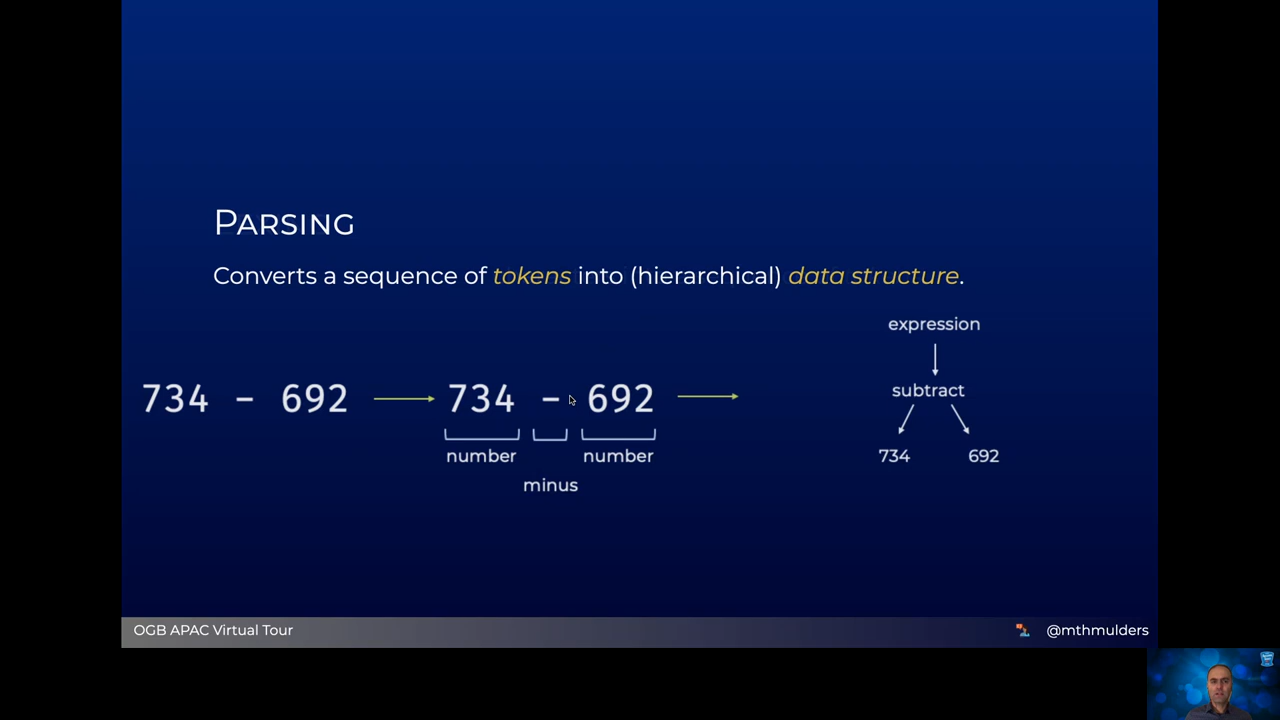 PARSING
Converts a sequence of tokens into (hierarchical) data structure.
expression
subtract
734 692
734 - 692
734 - 692
number number
minus
OGB APAC Virtual Tour
@mthmulders